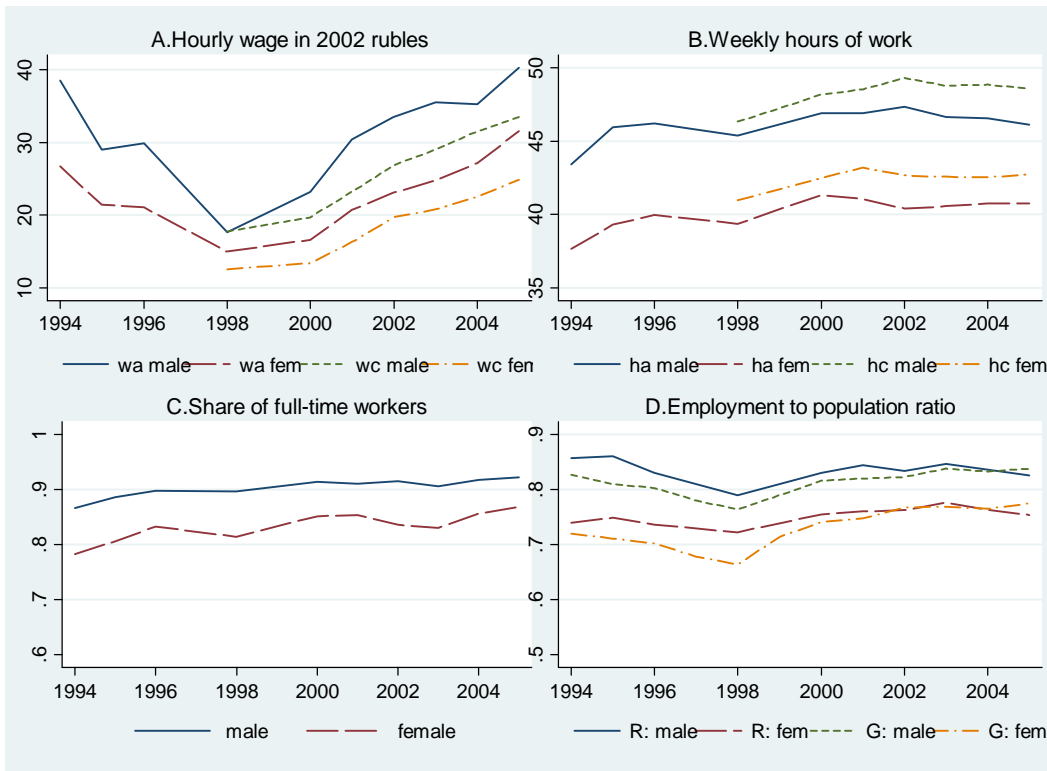 A.Hourly wage in 2002 rubles
40
30
20
10
1994 1996 1998 2000 2002 2004
wa male wa fem wc male wc fem
B.Weekly hours of work
50
45
40
35
1994 1996 1998 2000 2002 2004
ha male ha fem hc male hc fem
C.Share of full-time workers
1
.9
.8
.7
.6
1994 1996 1998 2000 2002 2004
male female
D.Employment to population ratio
.9
.8
.7
.6
.5
1994 1996 1998 2000 2002 2004
R: male R: fem G: male G: fem